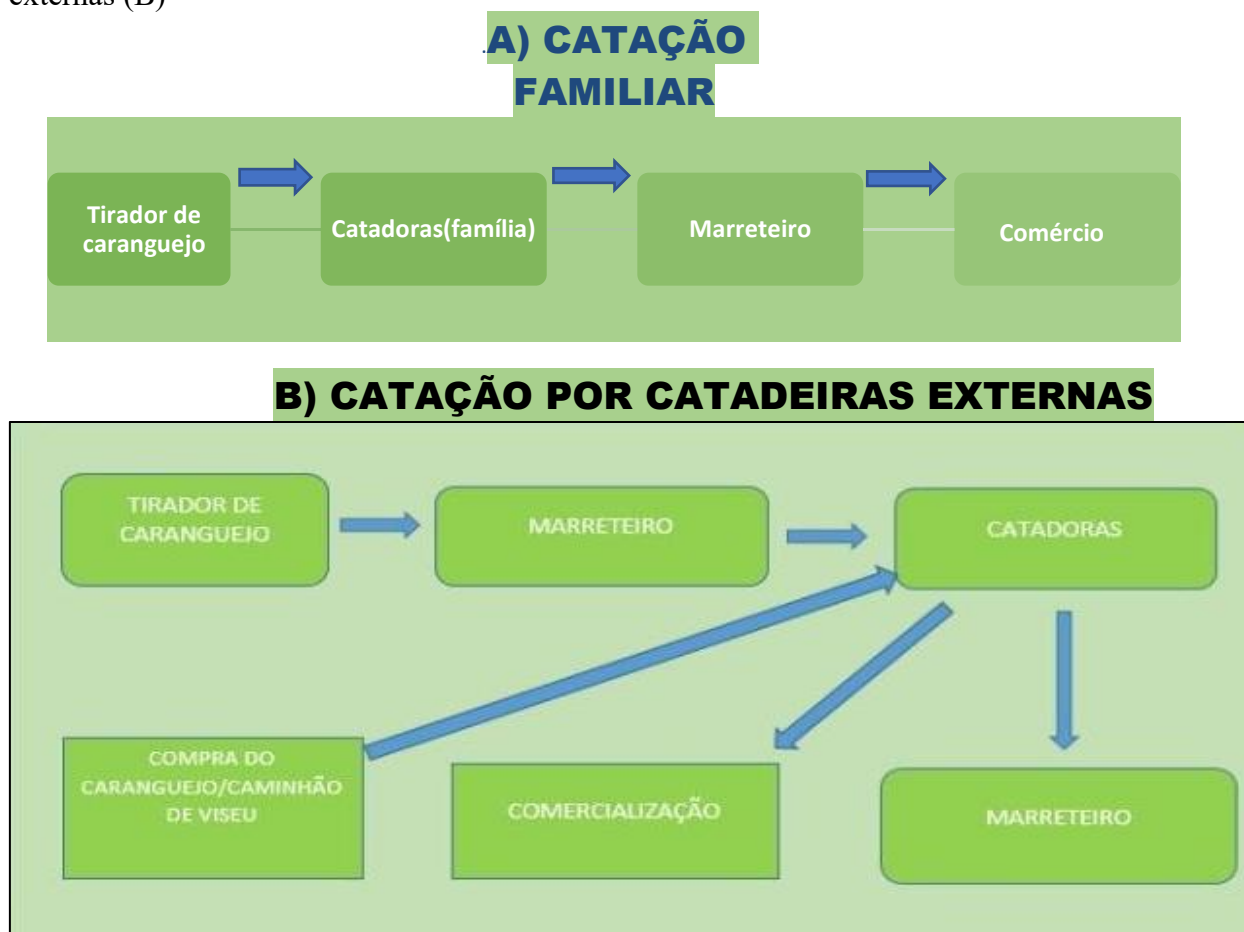 externas (B)
.A) CATAÇÃO
FAMILIAR
Tirador de
caranguejo
Catadoras(família)
Marreteiro
Comércio
B) CATAÇÃO POR CATADEIRAS EXTERNAS
TIRADOR DE
CARANGUEJO
MARRETEIRO
CATADORAS
COMPRA DO
CARANGUEJO/CAMINHÃO
DE VISEU
COMERCIALIZAÇÃO
MARRETEIRO